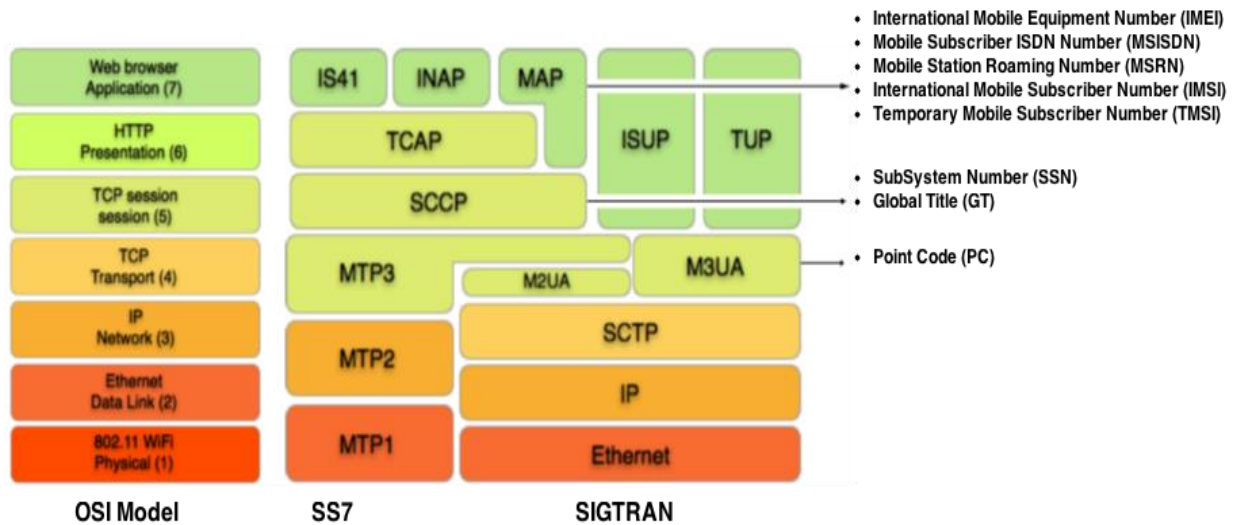 • International Mobile Equipment Number (IMEI)
• Mobile Subscriber ISDN Number (MSISDN)
• Mobile Station Roaming Number (MSRN)
• International Mobile Subscriber Number (IMSI)
• Temporary Mobile Subscriber Number (TMSI)
Web browser
Application (7)
IS41
INAP
MAP
HTTP
Presentation (6)
TCAP
ISUP
TUP
TCP session
session (5)
SCCP
• SubSystem Number (SSN)
• Global Title (GT)
TCP
Transport (4)
MTP3
M2UA
M3UA
• Point Code (PC)
IP
Network (3)
MTP2
SCTP
Ethernet
Data Link (2)
IP
802.11 WiFi
Physical (1)
MTP1
Ethernet
OSI Model
SS7
SIGTRAN